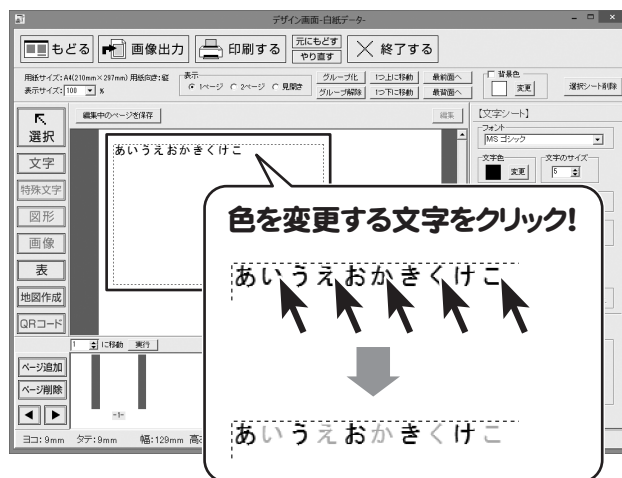 デザイン画面-白紙データ-
もどる 画像出力 印刷する 元にもどす やり直す 終了する
用紙サイズ:A4(210mm×297mm) 用紙向き:縦
表示サイズ: 100 %
表示
1ページ 2ページ 見開き
グループ化 1つ上に移動 最前面へ
グループ解除 1つ下に移動 最背面へ
背景色
変更
選択シート削除
選択
文字
特殊文字
図形
画像
表
地図作成
QRコード
編集中のページを保存
編集
あいうえおかきくけこ
【文字シート】
フォント
MS ゴシック
文字色
変更
文字のサイズ
5
色を変更する文字をクリック!
あいうえおかきくけこ
あいうえおかきくけこ
1 に移動 実行
ページ追加
ページ削除
-1-
ヨコ: 9mm タテ: 9mm 幅: 129mm